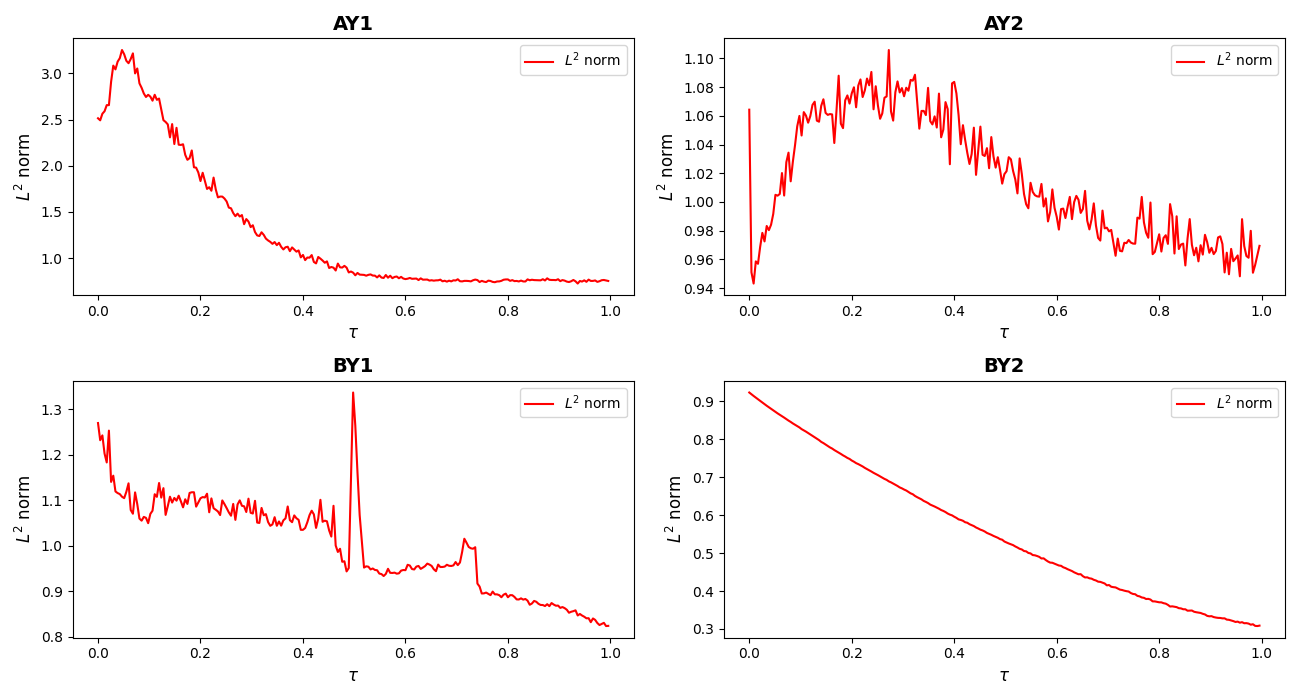 AY1
L² norm
3.0
2.5
2.0
1.5
1.0
L² norm
0.0 0.2 0.4 0.6 0.8 1.0
τ
AY2
L² norm
1.10
1.08
1.06
1.04
1.02
1.00
0.98
0.96
0.94
L² norm
0.0 0.2 0.4 0.6 0.8 1.0
τ
BY1
L² norm
1.3
1.2
1.1
1.0
0.9
0.8
L² norm
0.0 0.2 0.4 0.6 0.8 1.0
τ
BY2
L² norm
0.9
0.8
0.7
0.6
0.5
0.4
0.3
L² norm
0.0 0.2 0.4 0.6 0.8 1.0
τ